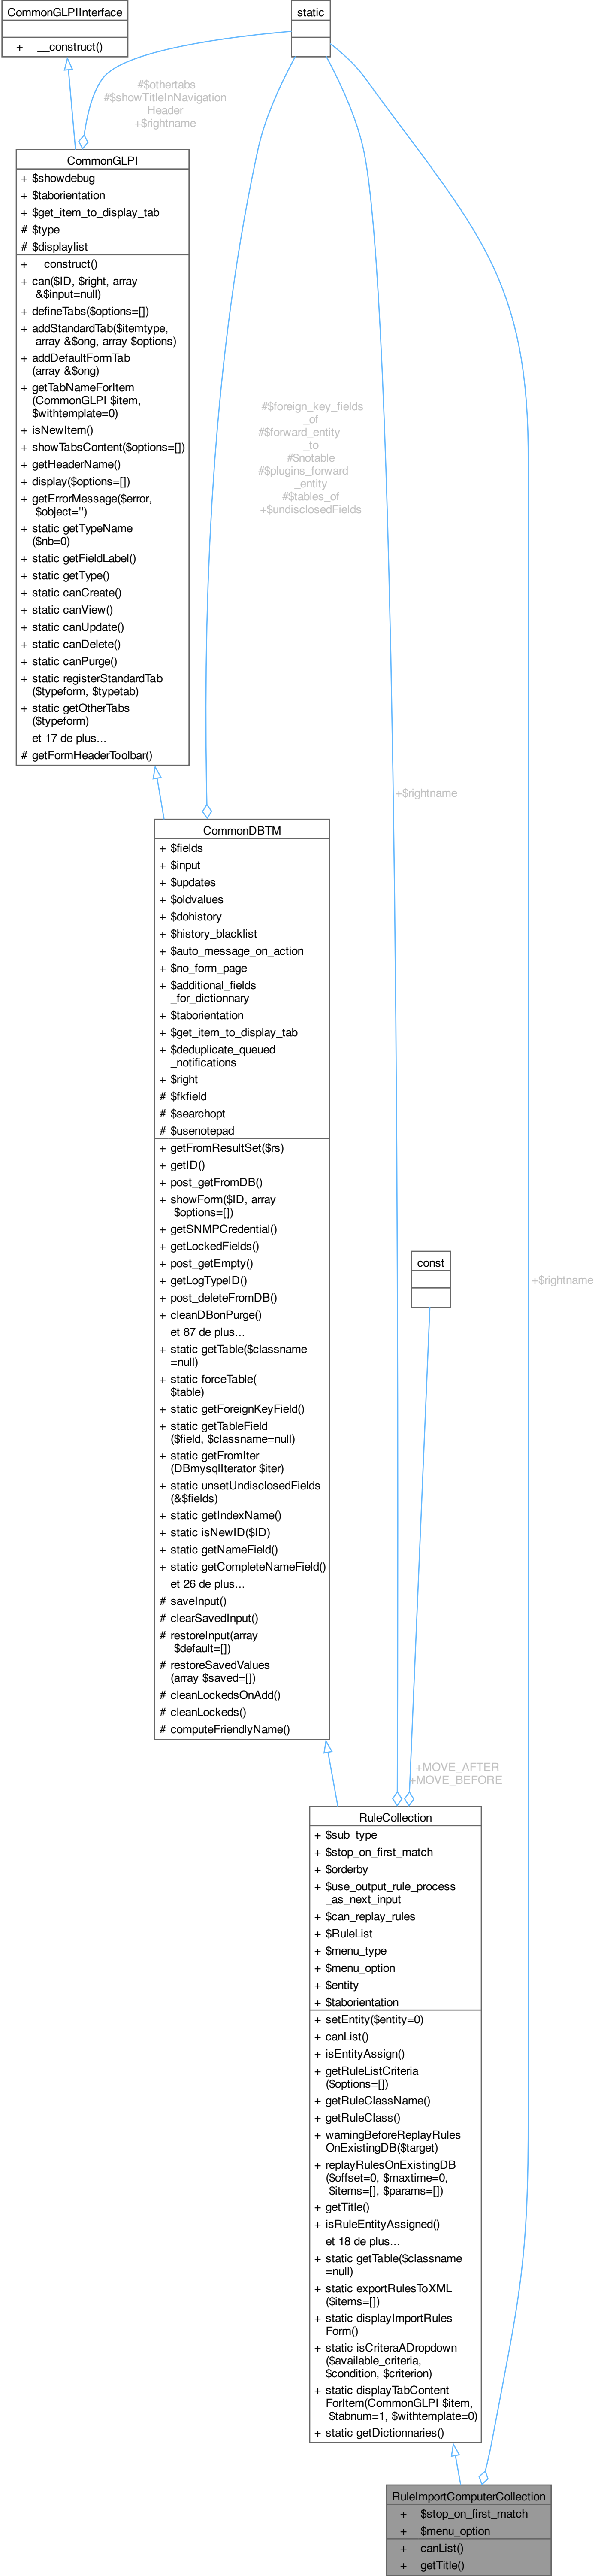 CommonGLPIInterface
+ __construct()
static
#$othertabs
#$showTitleInNavigation
Header
+$rightname
CommonGLPI
+ $showdebug
+ $taborientation
+ $get_item_to_display_tab
# $type
# $displaylist
+ __construct()
+ can($ID, $right, array
&$input=null)
+ defineTabs($options=[])
+ addStandardTab($itemtype,
array &$ong, array $options)
+ addDefaultFormTab
(array &$ong)
+ getTabNameForItem
(CommonGLPI $item,
$withtemplate=0)
+ isNewItem()
+ showTabsContent($options=[])
+ getHeaderName()
+ display($options=[])
+ getErrorMessage($error,
$object='')
+ static getTypeName
($nb=0)
+ static getFieldLabel()
+ static getType()
+ static canCreate()
+ static canView()
+ static canUpdate()
+ static canDelete()
+ static canPurge()
+ static registerStandardTab
($typeform, $typetab)
+ static getOtherTabs
($typeform)
et 17 de plus...
# getFormHeaderToolbar()
#$foreign_key_fields
_of
#$forward_entity
_to
#$notable
#$plugins_forward
_entity
#$tables_of
+$undisclosedFields
+$rightname
CommonDBTM
+ $fields
+ $input
+ $updates
+ $oldvalues
+ $dohistory
+ $history_blacklist
+ $auto_message_on_action
+ $no_form_page
+ $additional_fields
_for_dictionnary
+ $taborientation
+ $get_item_to_display_tab
+ $deduplicate_queued
_notifications
+ $right
# $fkfield
# $searchopt
# $usenotepad
+ getFromResultSet($rs)
+ getID()
+ post_getFromDB()
+ showForm($ID, array
$options=[])
+ getSNMPCredential()
+ getLockedFields()
+ post_getEmpty()
+ getLogTypeID()
+ post_deleteFromDB()
+ cleanDBonPurge()
et 87 de plus...
+ static getTable($classname
=null)
+ static forceTable(
$table)
+ static getForeignKeyField()
+ static getTableField
($field, $classname=null)
+ static getFromIter
(DBmysqlIterator $iter)
+ static unsetUndisclosedFields
(&$fields)
+ static getIndexName()
+ static isNewID($ID)
+ static getNameField()
+ static getCompleteNameField()
et 26 de plus...
# saveInput()
# clearSavedInput()
# restoreInput(array
$default=[])
# restoreSavedValues
(array $saved=[])
# cleanLockedsOnAdd()
# cleanLockeds()
# computeFriendlyName()
const
+$rightname
+MOVE_AFTER
+MOVE_BEFORE
RuleCollection
+ $sub_type
+ $stop_on_first_match
+ $orderby
+ $use_output_rule_process
_as_next_input
+ $can_replay_rules
+ $RuleList
+ $menu_type
+ $menu_option
+ $entity
+ $taborientation
+ setEntity($entity=0)
+ canList()
+ isEntityAssign()
+ getRuleListCriteria
($options=[])
+ getRuleClassName()
+ getRuleClass()
+ warningBeforeReplayRules
OnExistingDB($target)
+ replayRulesOnExistingDB
($offset=0, $maxtime=0,
$items=[], $params=[])
+ getTitle()
+ isRuleEntityAssigned()
et 18 de plus...
+ static getTable($classname
=null)
+ static exportRulesToXML
($items=[])
+ static displayImportRules
Form()
+ static isCriteraADropdown
($available_criteria,
$condition, $criterion)
+ static displayTabContent
ForItem(CommonGLPI $item,
$tabnum=1, $withtemplate=0)
+ static getDictionnaries()
RuleImportComputerCollection
+ $stop_on_first_match
+ $menu_option
+ canList()
+ getTitle()